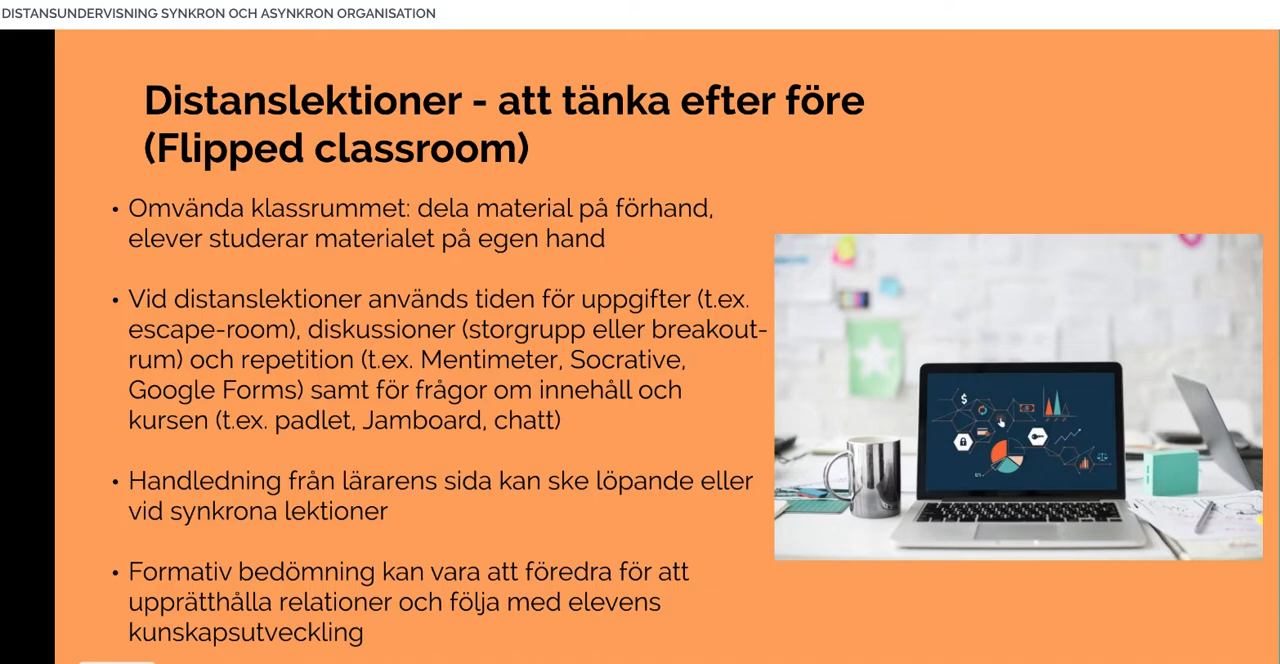 DISTANSUNDERVISNING SYNKRON OCH ASYNKRON ORGANISATION
Distanslektioner - att tänka efter före
(Flipped classroom)
• Omvända klassrummet: dela material på förhand,
elever studerar materialet på egen hand
• Vid distanslektioner används tiden för uppgifter (t.ex.
escape-room), diskussioner (storgrupp eller breakout-
rum) och repetition (t.ex. Mentimeter, Socrative,
Google Forms) samt för frågor om innehåll och
kursen (t.ex. padlet, Jamboard, chatt)
• Handledning från lärarens sida kan ske löpande eller
vid synkrona lektioner
• Formativ bedömning kan vara att föredra för att
upprätthålla relationer och följa med elevens
kunskapsutveckling